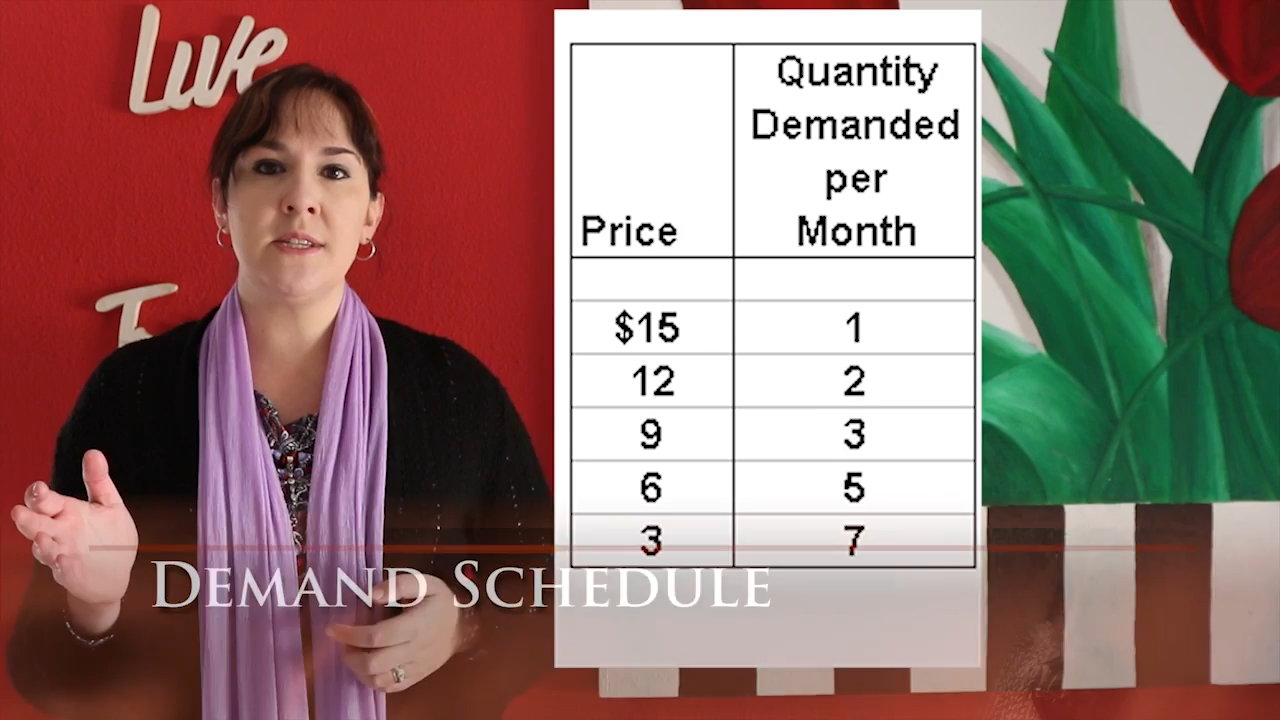 Live
Quantity
Demanded
per
Price Month
$15 1
12 2
9 3
6 5
3 7
DEMAND SCHEDULE